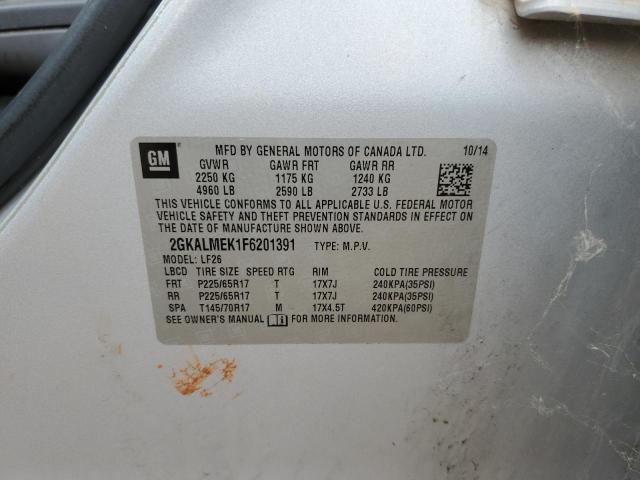 GM
MFD BY GENERAL MOTORS OF CANADA LTD. 10/14
GVWR GAWR FRT GAWR RR
2250 KG 1175 KG 1240 KG
4960 LB 2590 LB 2733 LB
THIS VEHICLE CONFORMS TO ALL APPLICABLE U.S. FEDERAL MOTOR
VEHICLE SAFETY AND THEFT PREVENTION STANDARDS IN EFFECT ON
THE DATE OF MANUFACTURE SHOWN ABOVE.
2GKALMEK1F6201391 TYPE: M.P.V.
MODEL: LF26
LBCD TIRE SIZE SPEED RTG RIM COLD TIRE PRESSURE
FRT P225/65R17 T 17X7J 240KPA(35PSI)
RR P225/65R17 T 17X7J 240KPA(35PSI)
SPA T145/70R17 M 17X4.5T 420KPA(60PSI)
SEE OWNER'S MANUAL FOR MORE INFORMATION.